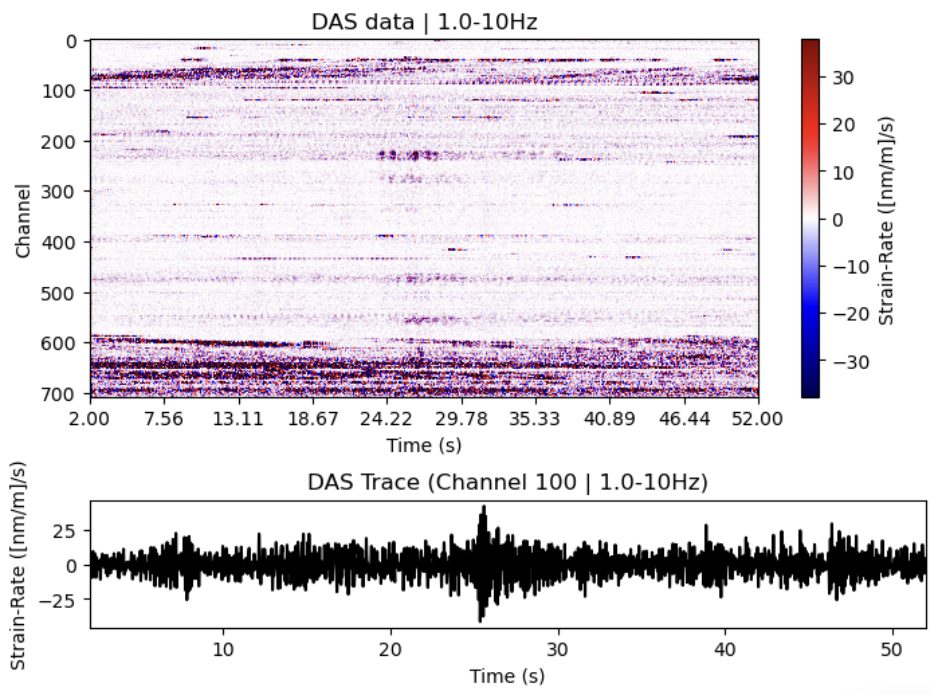 DAS data | 1.0-10Hz
Channel
0
100
200
300
400
500
600
700
2.00 7.56 13.11 18.67 24.22 29.78 35.33 40.89 46.44 52.00
Time (s)
30
20
10
0
−10
−20
−30
Strain-Rate ([nm/m]/s)
DAS Trace (Channel 100 | 1.0-10Hz)
Strain-Rate ([nm/m]/s)
25
0
−25
10 20 30 40 50
Time (s)